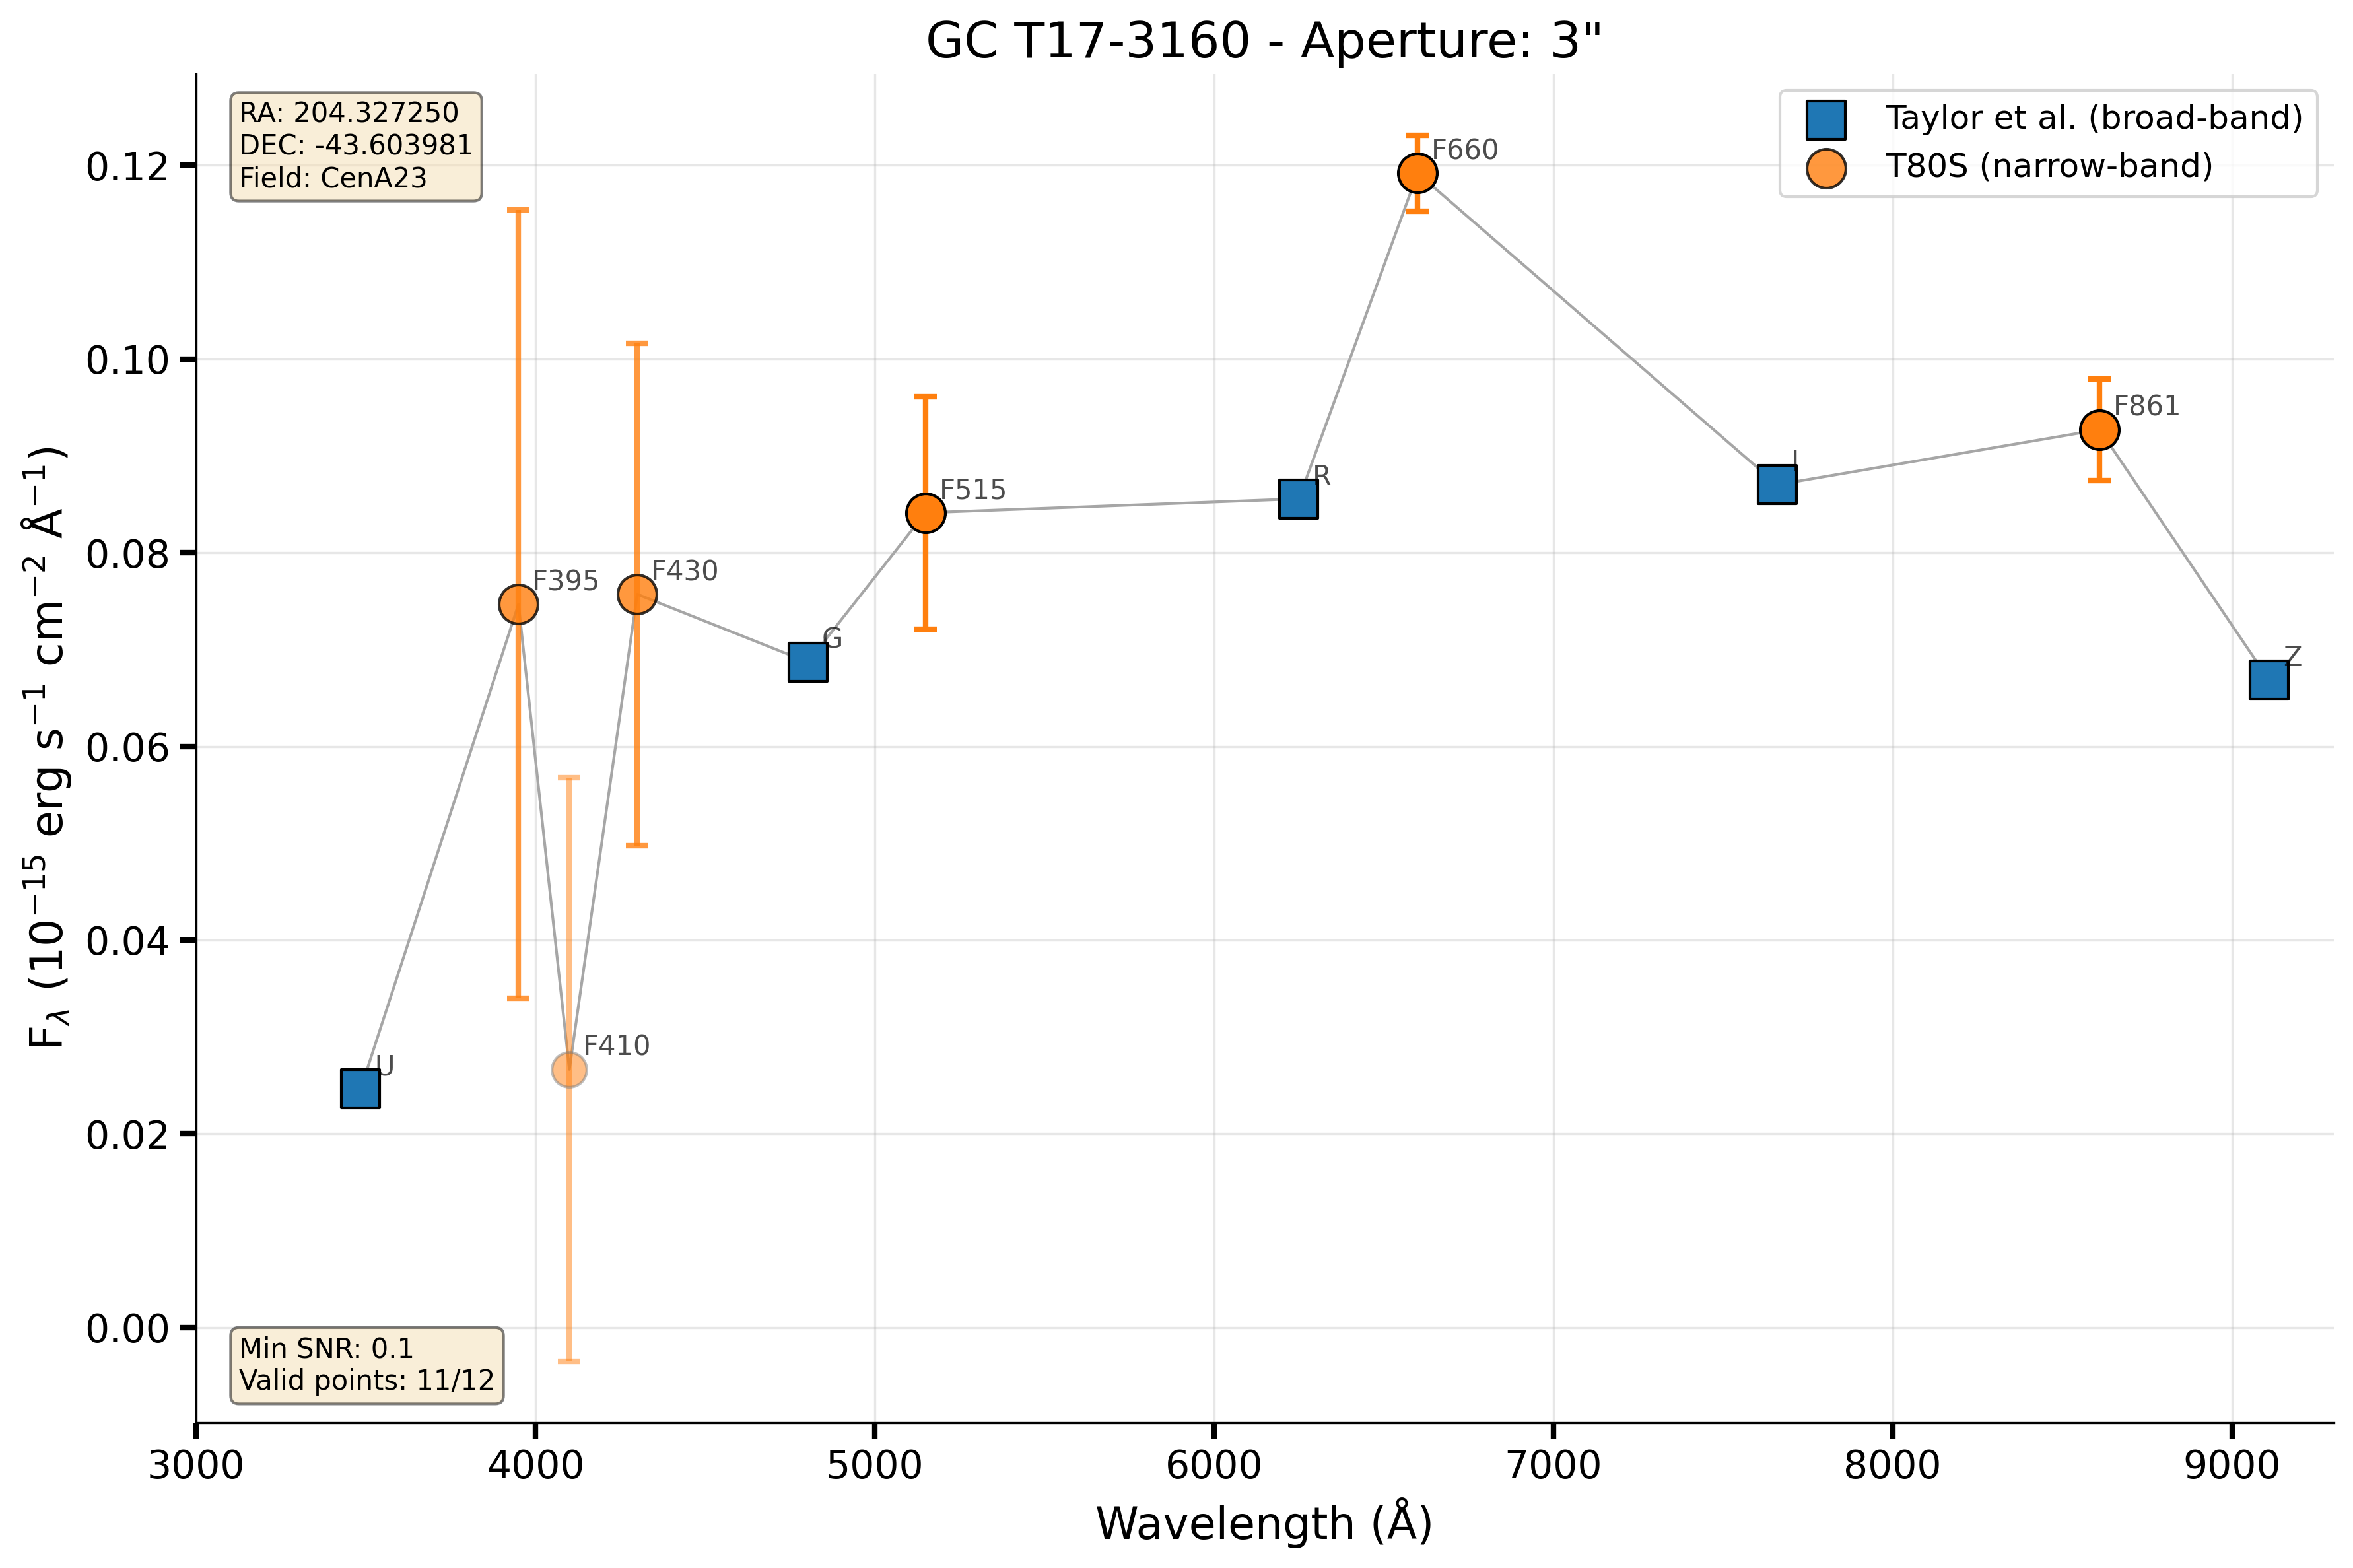 GC T17-3160 - Aperture: 3"
RA: 204.327250
DEC: -43.603981
Field: CenA23
Taylor et al. (broad-band)
T80S (narrow-band)
F660
F861
I
R
F515
F430
F395
G
Z
F410
U
0.12
0.10
0.08
0.06
0.04
0.02
0.00
F_λ (10⁻¹⁵ erg s⁻¹ cm⁻² Å⁻¹)
Min SNR: 0.1
Valid points: 11/12
3000 4000 5000 6000 7000 8000 9000
Wavelength (Å)